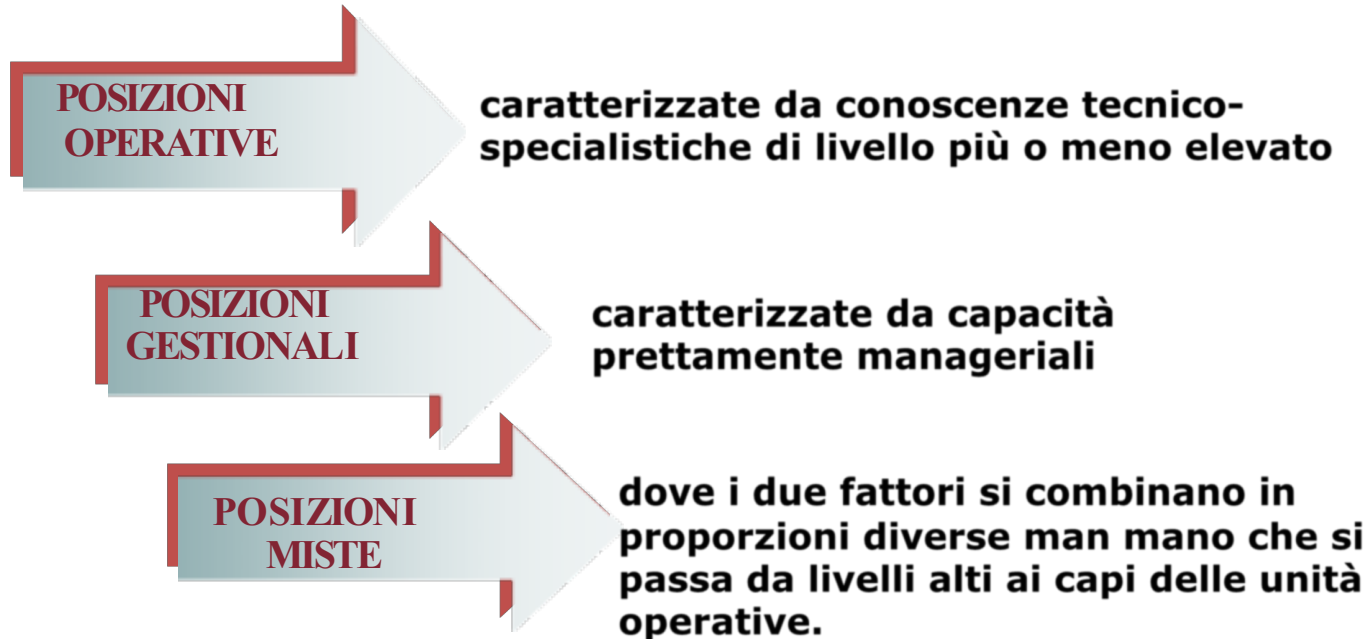 POSIZIONI
OPERATIVE
caratterizzate da conoscenze tecnico-
specialistiche di livello più o meno elevato
POSIZIONI
GESTIONALI
caratterizzate da capacità
prettamente manageriali
POSIZIONI
MISTE
dove i due fattori si combinano in
proporzioni diverse man mano che si
passa da livelli alti ai capi delle unità
operative.